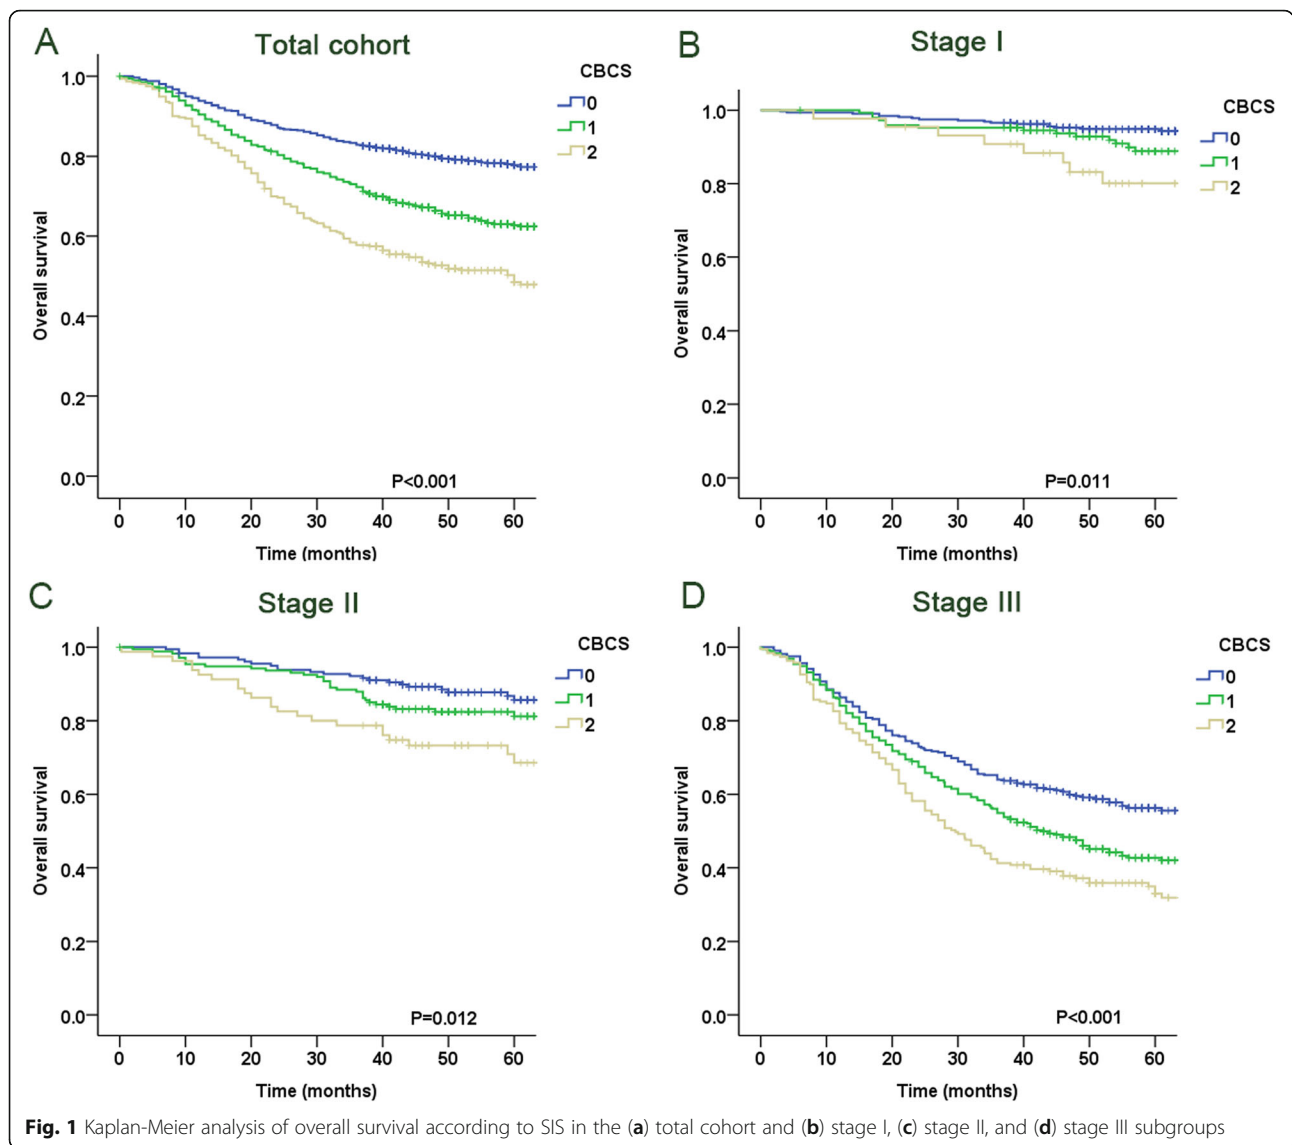 A
Total cohort
CBCS
0
1
2
1.0
0.8
0.6
0.4
0.2
0.0
Overall survival
P<0.001
0 10 20 30 40 50 60
Time (months)
B
Stage I
CBCS
0
1
2
1.0
0.8
0.6
0.4
0.2
0.0
Overall survival
P=0.011
0 10 20 30 40 50 60
Time (months)
C
Stage II
CBCS
0
1
2
1.0
0.8
0.6
0.4
0.2
0.0
Overall survival
P=0.012
0 10 20 30 40 50 60
Time (months)
D
Stage III
CBCS
0
1
2
1.0
0.8
0.6
0.4
0.2
0.0
Overall survival
P<0.001
0 10 20 30 40 50 60
Time (months)
Fig. 1 Kaplan-Meier analysis of overall survival according to SIS in the (a) total cohort and (b) stage I, (c) stage II, and (d) stage III subgroups